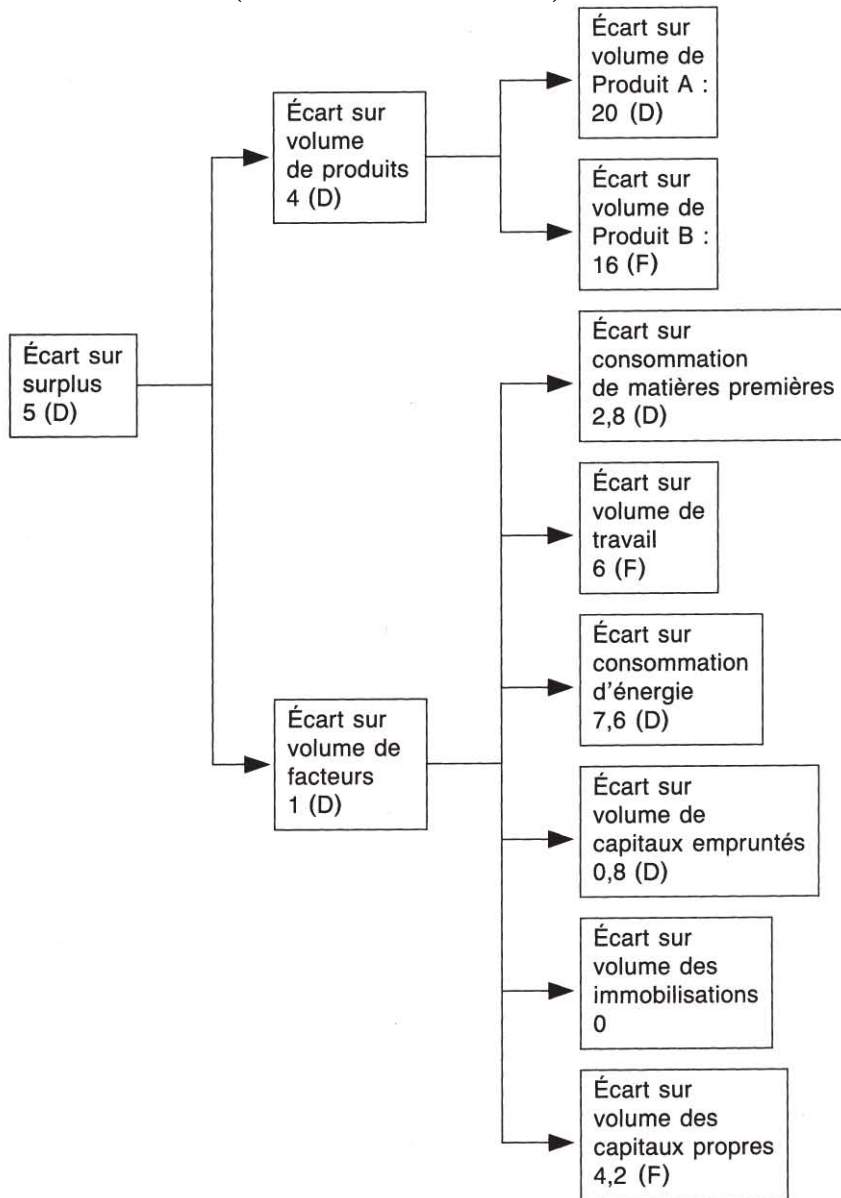 Écart sur
volume de
Produit A :
20 (D)
Écart sur
volume
de produits
4 (D)
Écart sur
volume de
Produit B :
16 (F)
Écart sur
surplus
5 (D)
Écart sur
consommation
de matières premières
2,8 (D)
Écart sur
volume de
travail
6 (F)
Écart sur
consommation
d'énergie
7,6 (D)
Écart sur
volume de
facteurs
1 (D)
Écart sur
volume de
capitaux empruntés
0,8 (D)
Écart sur
volume des
immobilisations
0
Écart sur
volume des
capitaux propres
4,2 (F)